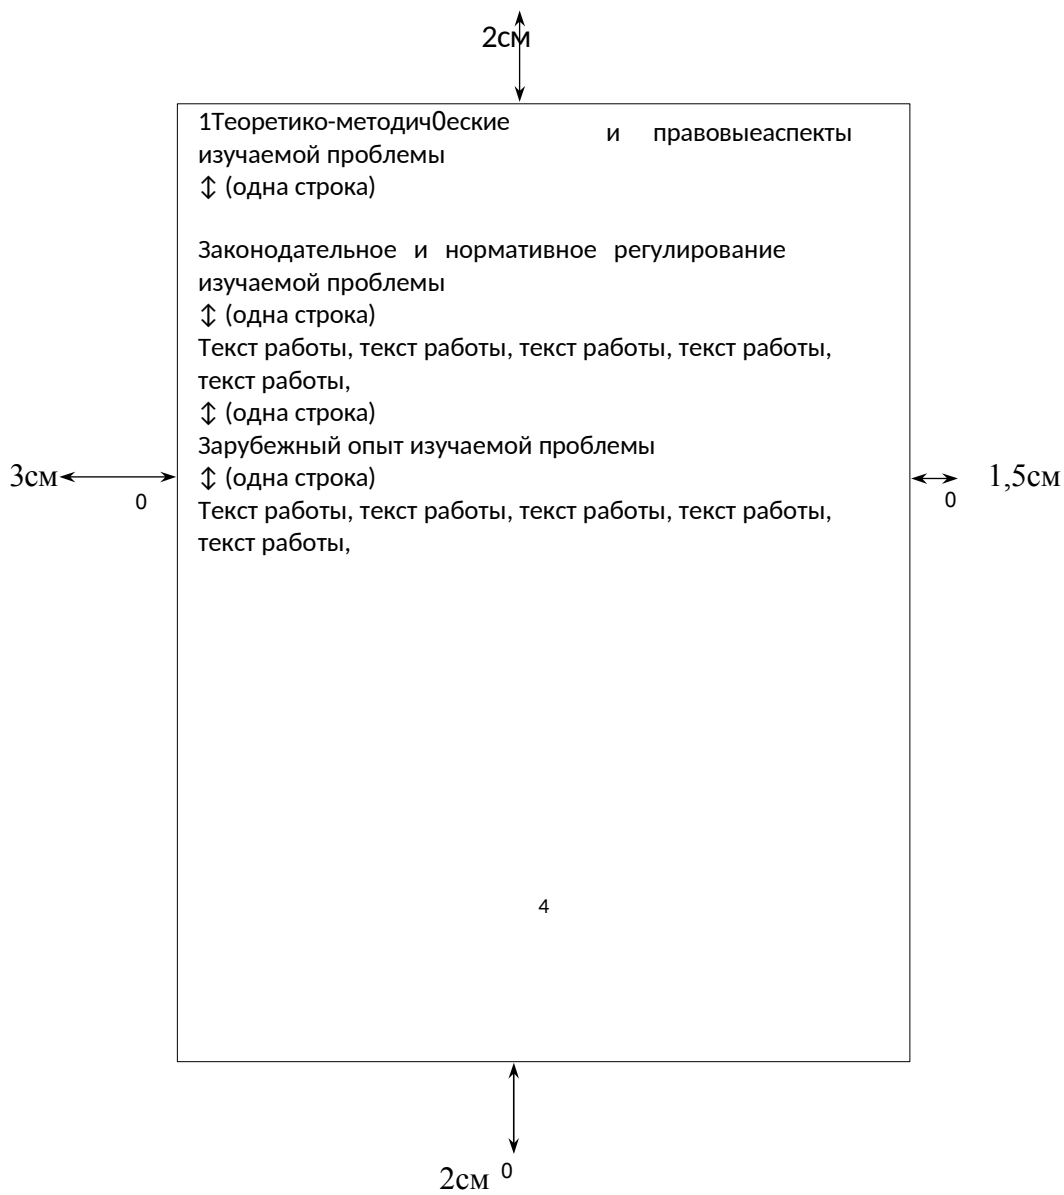 2см
1Теоретико-методич0еские и правовыеаспекты
изучаемой проблемы
↕ (одна строка)
Законодательное и нормативное регулирование
изучаемой проблемы
↕ (одна строка)
Текст работы, текст работы, текст работы, текст работы,
текст работы,
↕ (одна строка)
Зарубежный опыт изучаемой проблемы
3см
↕ (одна строка)
1,5см
0
0
Текст работы, текст работы, текст работы, текст работы,
текст работы,
4
2см 0